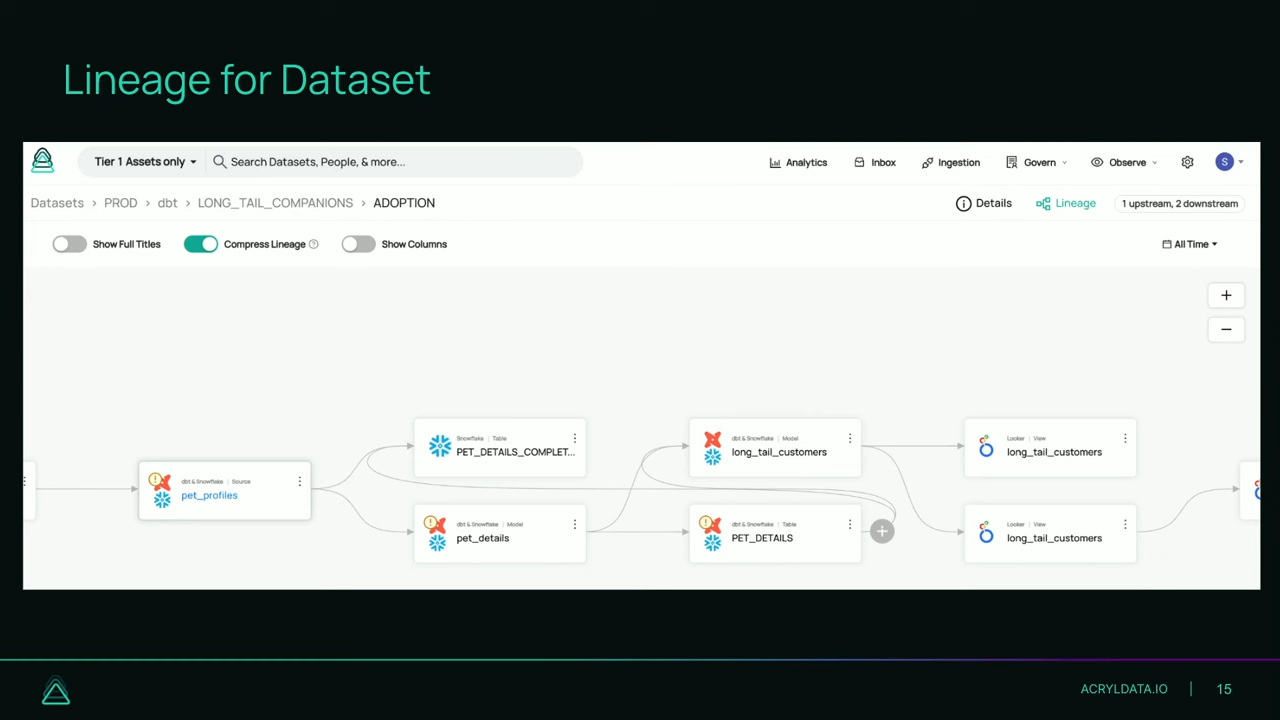 Lineage for Dataset
Tier 1 Assets only
Search Datasets, People, & more...
Analytics
Inbox
Ingestion
Govern
Observe
S
Datasets > PROD > dbt > LONG_TAIL_COMPANIONS > ADOPTION
Details
Lineage
1 upstream, 2 downstream
Show Full Titles
Compress Lineage
Show Columns
All Time
dbt & Snowflake | Source
pet_profiles
Snowflake | Table
PET_DETAILS_COMPLET...
dbt & Snowflake | Model
pet_details
dbt & Snowflake | Model
long_tail_customers
dbt & Snowflake | Table
PET_DETAILS
Looker | View
long_tail_customers
Looker | View
long_tail_customers
ACRYLDATA.IO | 15